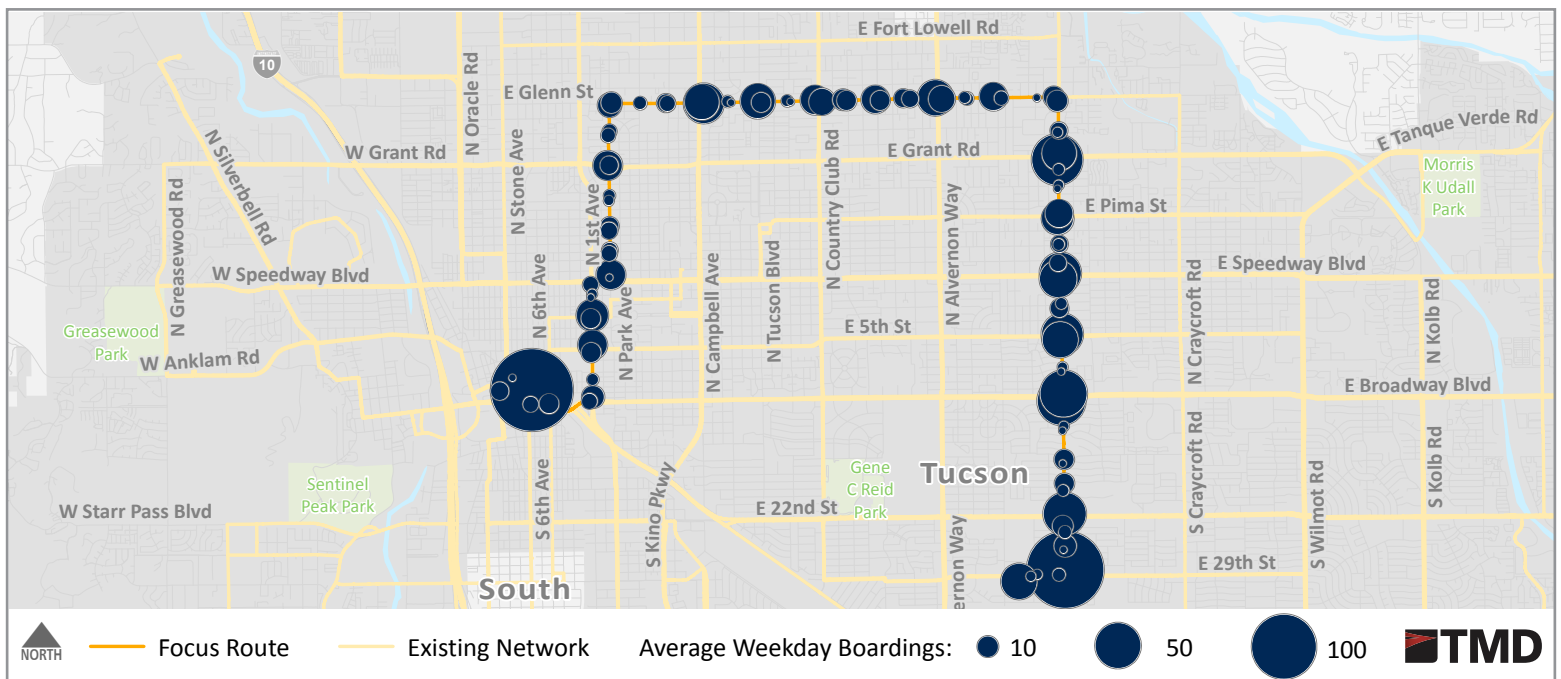 E Fort Lowell Rd
10
N Oracle Rd
E Glenn St
N Stone Ave
N Silverbell Rd
W Grant Rd
E Grant Rd
E Tanque Verde Rd
Morris
K Udall
Park
N Greasewood Rd
N 1st Ave
N Country Club Rd
N Alvernon Way
E Pima St
W Speedway Blvd
E Speedway Blvd
N 6th Ave
N Park Ave
N Campbell Ave
N Tucson Blvd
N Craycroft Rd
N Kolb Rd
E 5th St
Greasewood
Park
W Anklam Rd
E Broadway Blvd
Sentinel
Peak Park
Gene
C Reid
Park
Tucson
S Craycroft Rd
S Kolb Rd
W Starr Pass Blvd
S 6th Ave
S Kino Pkwy
E 22nd St
S Wilmot Rd
ernon Way
E 29th St
South
NORTH
Focus Route
Existing Network
Average Weekday Boardings:
10
50
100
TMD